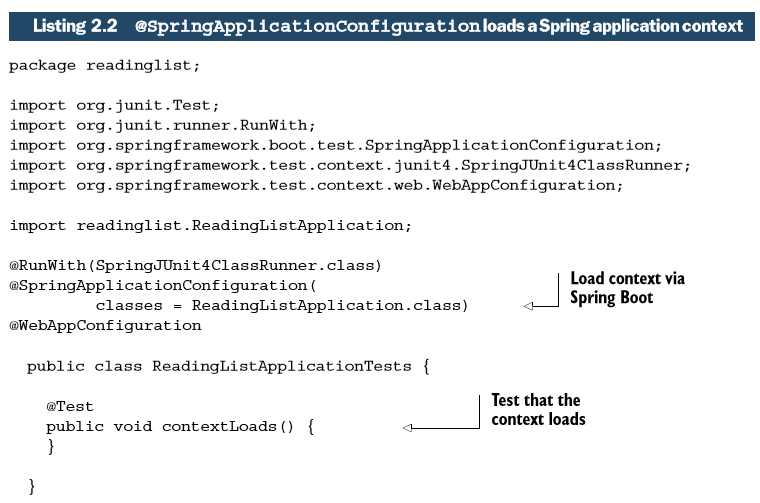 Listing 2.2 @SpringApplicationConfiguration loads a Spring application context
package readinglist;
import org.junit.Test;
import org.junit.runner.RunWith;
import org.springframework.boot.test.SpringApplicationConfiguration;
import org.springframework.test.context.junit4.SpringJUnit4ClassRunner;
import org.springframework.test.context.web.WebAppConfiguration;
import readinglist.ReadingListApplication;
@RunWith(SpringJUnit4ClassRunner.class)
@SpringApplicationConfiguration(
classes = ReadingListApplication.class)
Load context via
Spring Boot
@WebAppConfiguration
public class ReadingListApplicationTests {
@Test
public void contextLoads() {
Test that the
context loads
}
}